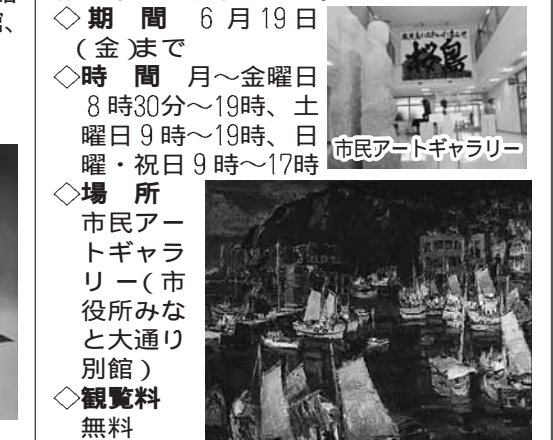 ◇期　間　6月19日
(金)まで
◇時　間　月～金曜日
8時30分～19時、土
曜日9時～19時、日
曜・祝日9時～17時
◇場　所
市民アー
トギャラ
リー(市
役所みな
と大通り
別館)
◇観覧料
無料
桜島
市民アートギャラリー